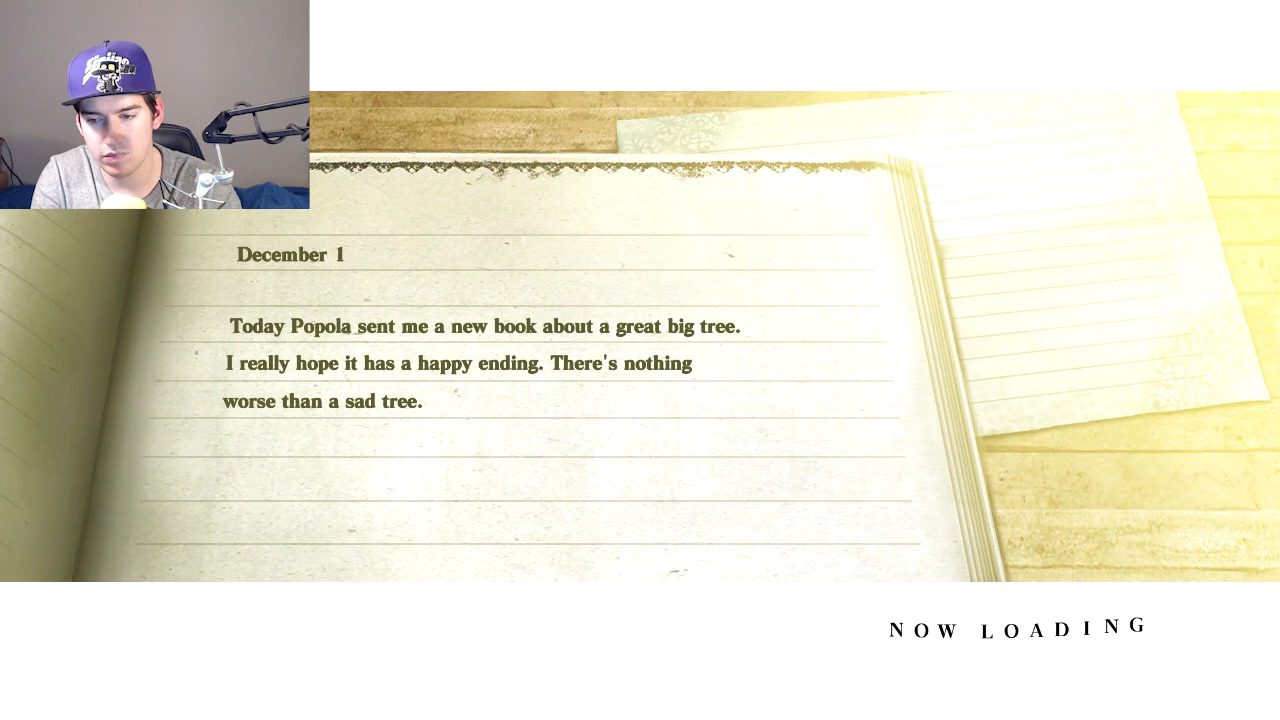 December 1
Today Popola sent me a new book about a great big tree.
I really hope it has a happy ending. There's nothing
worse than a sad tree.
NOW LOADING